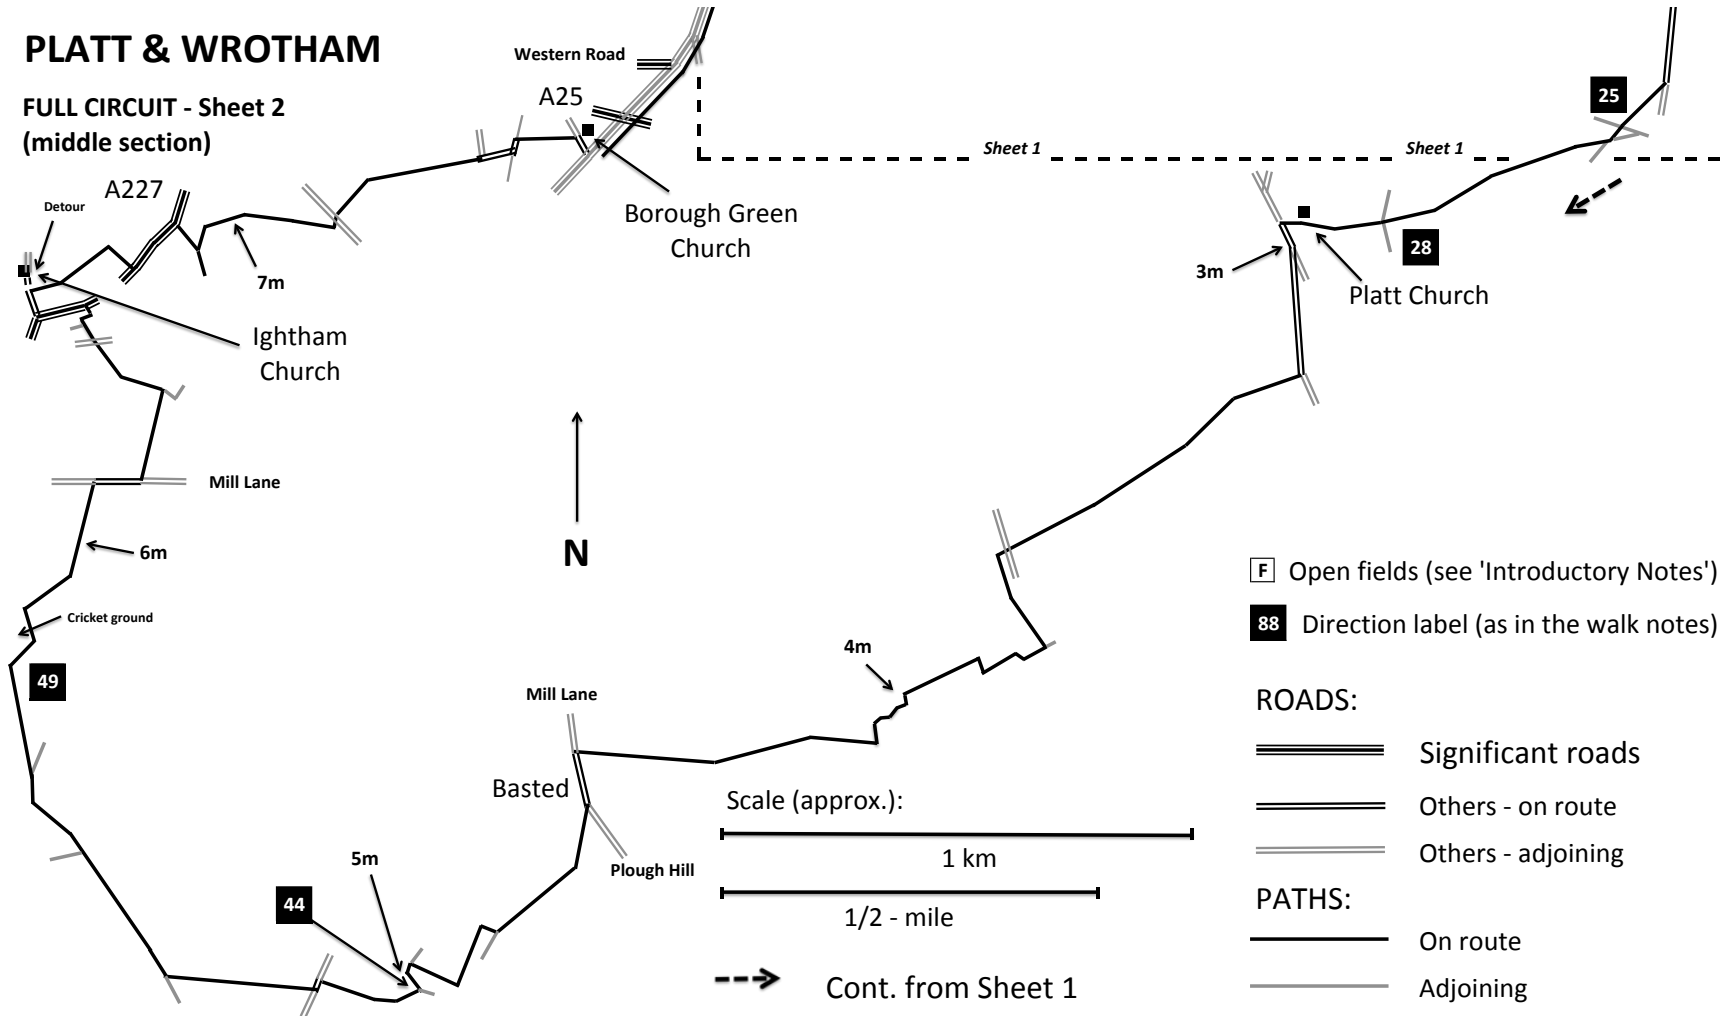 PLATT & WROTHAM
FULL CIRCUIT - Sheet 2
(middle section)
Western Road
A25
25
Sheet 1
Sheet 1
A227
Detour
Borough Green
Church
28
3m
7m
Platt Church
Ightham
Church
Mill Lane
6m
N
F Open fields (see 'Introductory Notes')
Cricket ground
88 Direction label (as in the walk notes)
4m
49
Mill Lane
ROADS:
Significant roads
Basted
Scale (approx.):
Others - on route
1 km
5m
Plough Hill
Others - adjoining
44
1/2 - mile
PATHS:
On route
Cont. from Sheet 1
Adjoining